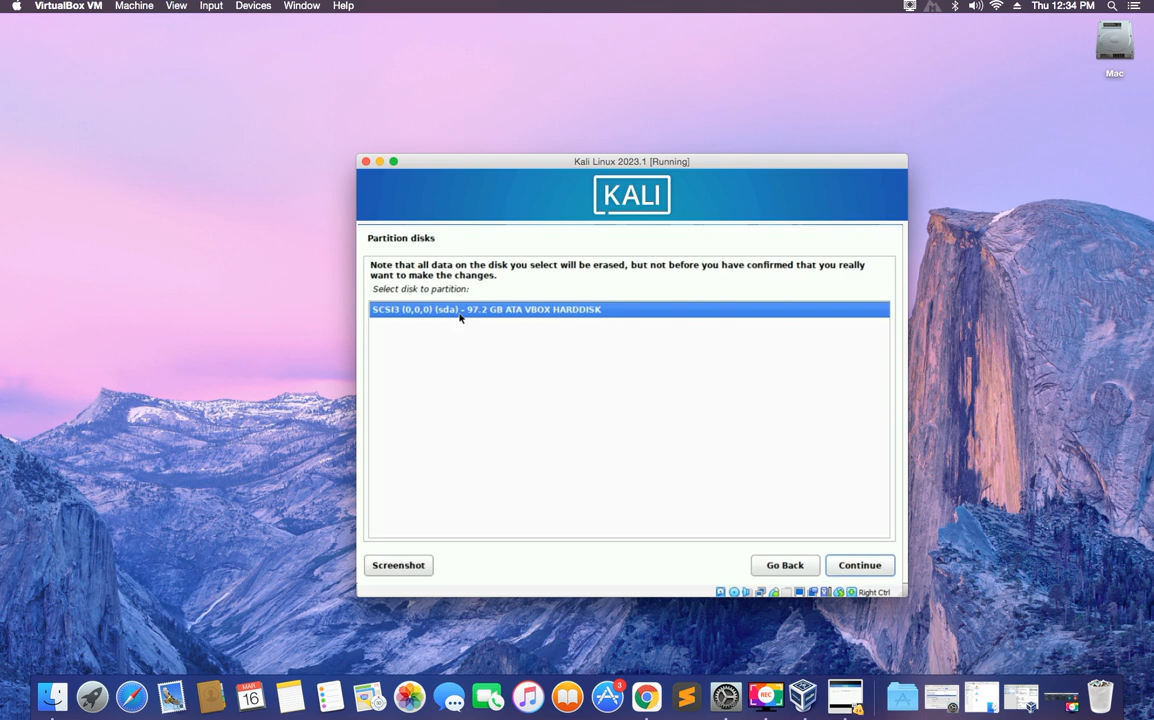 VirtualBox VM Machine View Input Devices Window Help Thu 12:34 PM
Mac
Kali Linux 2023.1 [Running]
KALI
Partition disks
Note that all data on the disk you select will be erased, but not before you have confirmed that you really
want to make the changes.
Select disk to partition:
SCSI3 (0,0,0) (sda) - 97.2 GB ATA VBOX HARDDISK
Screenshot Go Back Continue
Right Ctrl
MAR
16
3
REC